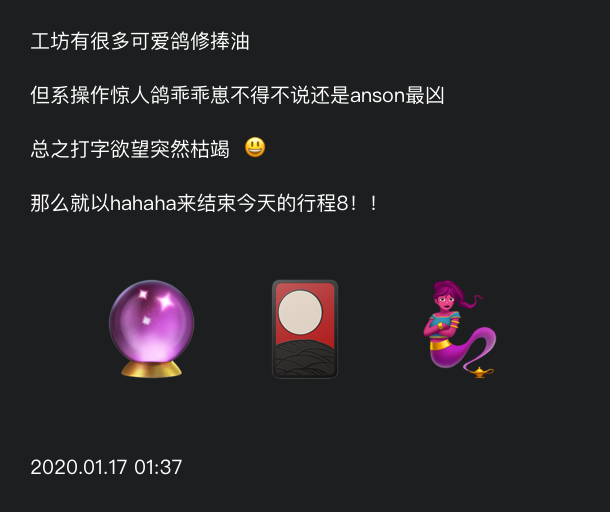 工坊有很多可爱鸽修捧油
但系操作惊人鸽乖乖崽不得不说还是anson最凶
总之打字欲望突然枯竭 😃
那么就以hahaha来结束今天的行程8！！
2020.01.17 01:37